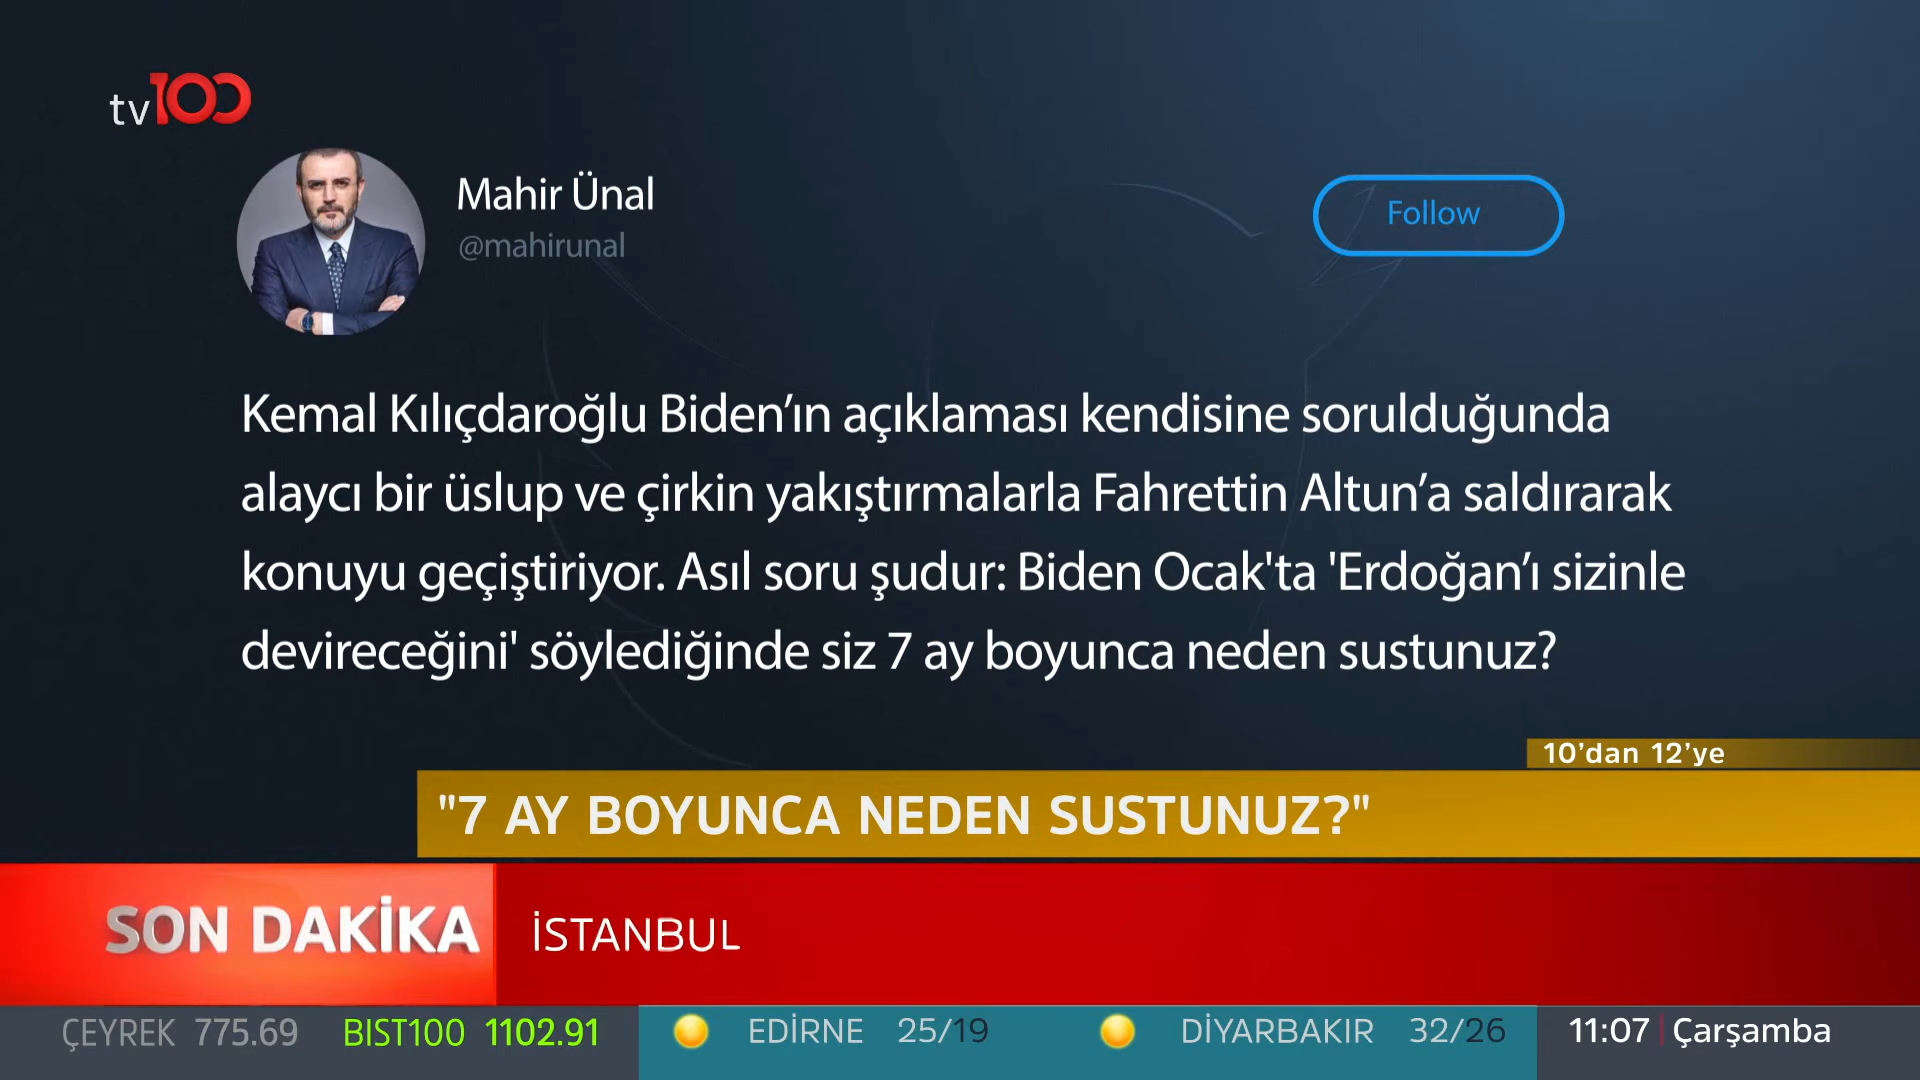 tv100
Mahir Ünal
@mahirunal
Follow
Kemal Kılıçdaroğlu Biden’ın açıklaması kendisine sorulduğunda
alaycı bir üslup ve çirkin yakıştırmalarla Fahrettin Altun’a saldırarak
konuyu geçiştiriyor. Asıl soru şudur: Biden Ocak'ta 'Erdoğan’ı sizinle
devireceğini' söylediğinde siz 7 ay boyunca neden sustunuz?
10’dan 12’ye
"7 AY BOYUNCA NEDEN SUSTUNUZ?"
SON DAKİKA
İSTANBUL
ÇEYREK 775.69 BIST100 1102.91 EDİRNE 25/19 DİYARBAKIR 32/26 11:07 Çarşamba